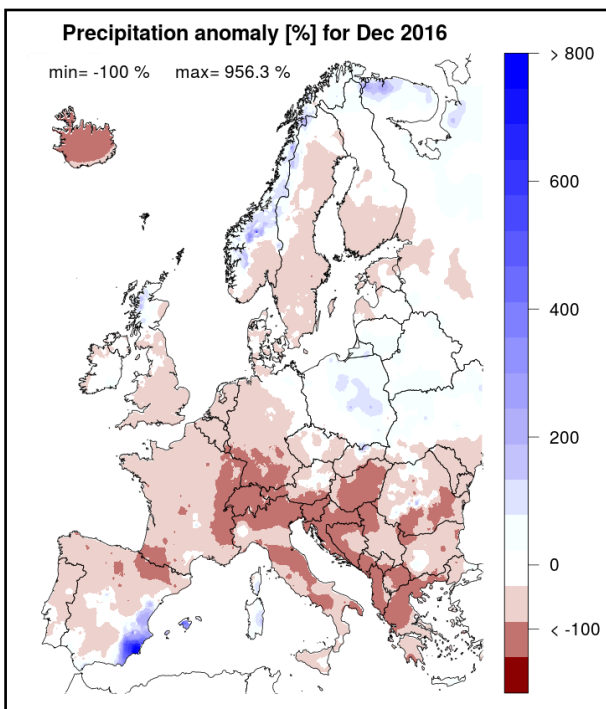 Precipitation anomaly [%] for Dec 2016
min= -100 %
max= 956.3 %
> 800
600
400
200
0
< -100